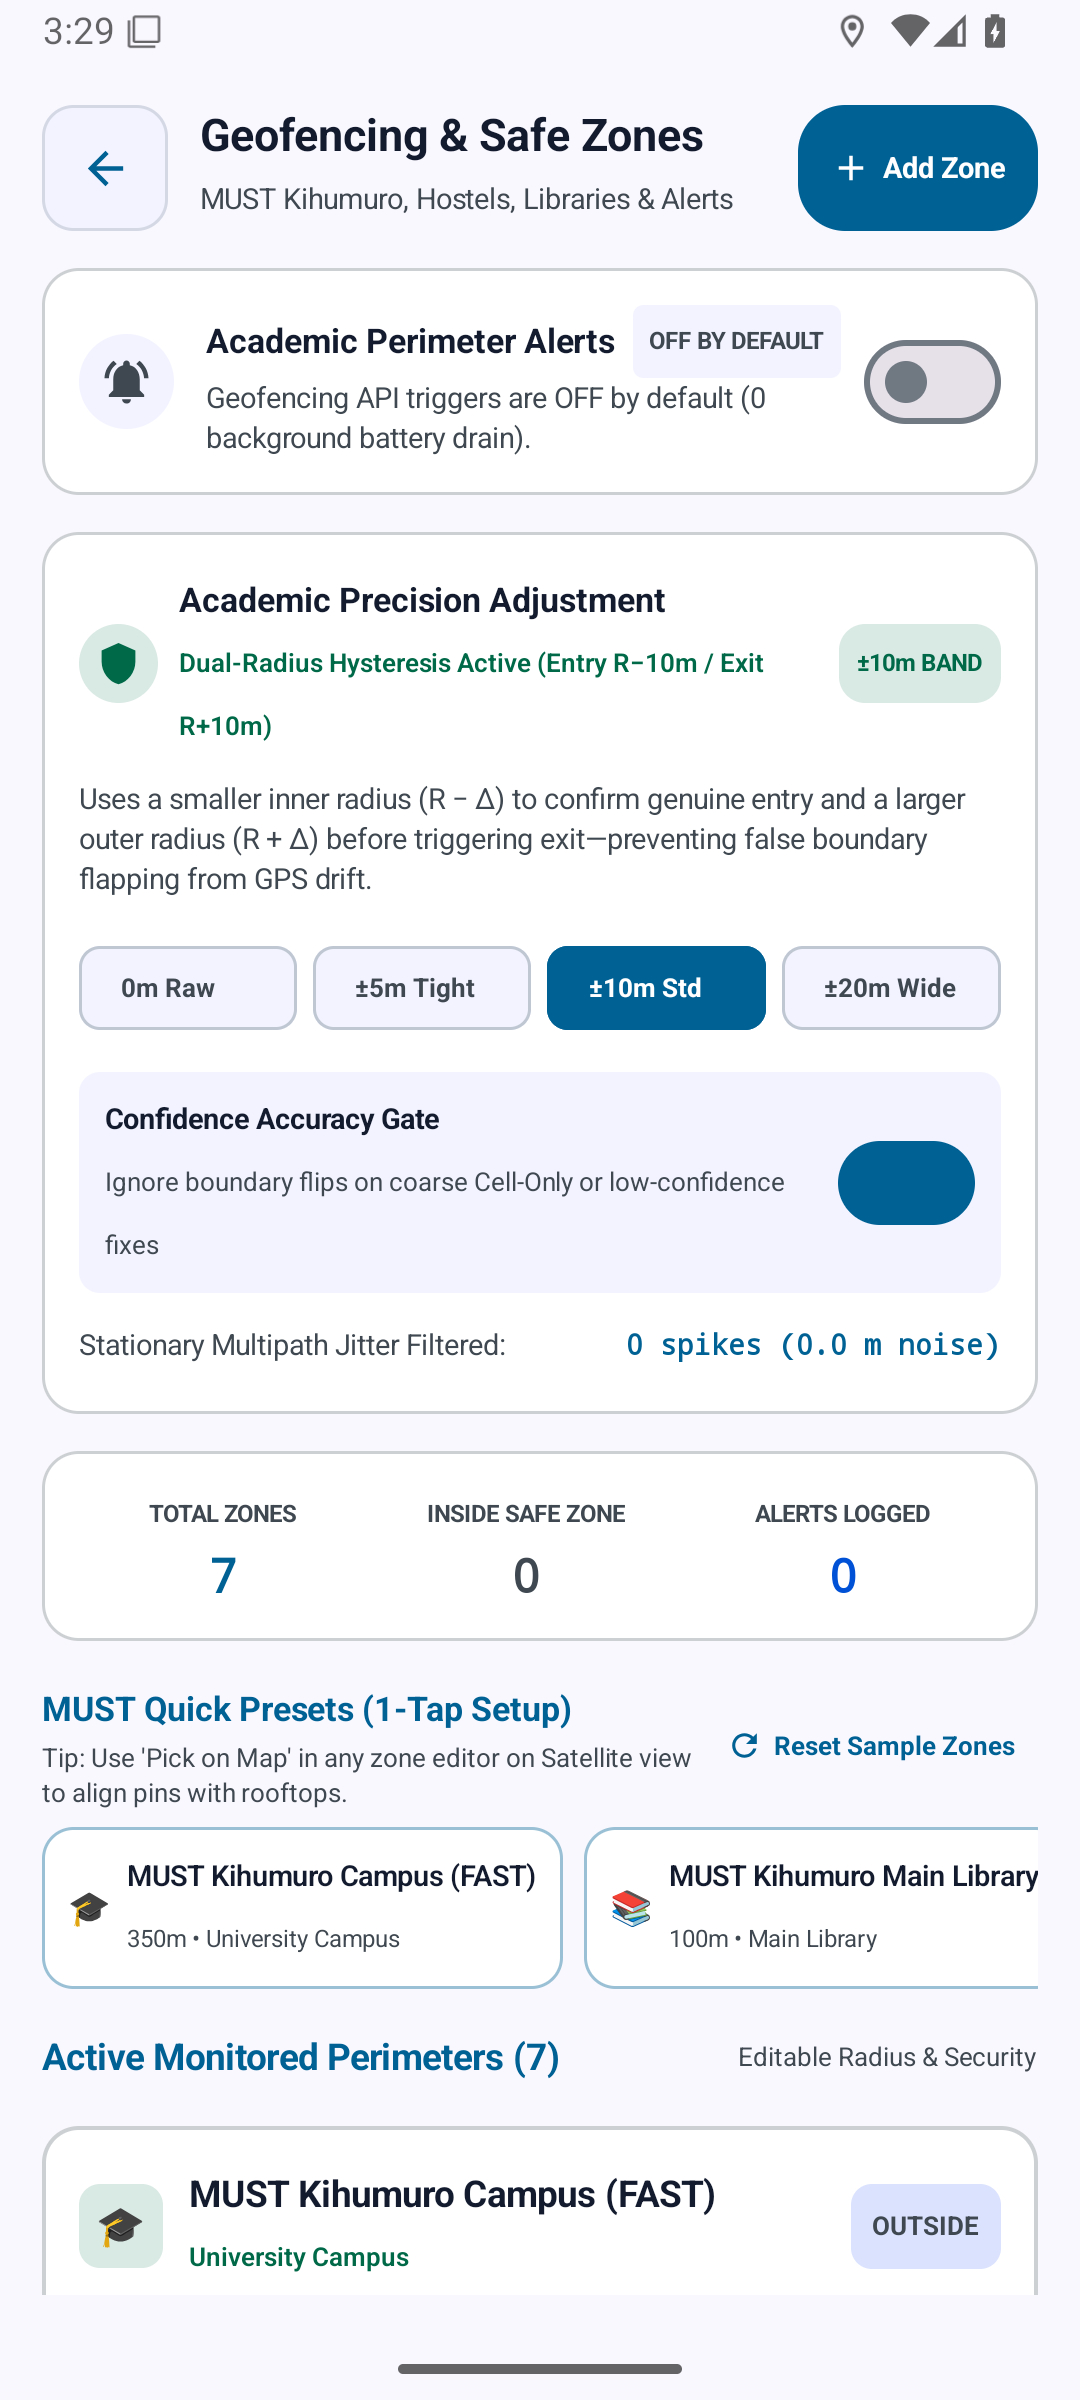 3:29
Geofencing & Safe Zones
MUST Kihumuro, Hostels, Libraries & Alerts
Add Zone
Academic Perimeter Alerts
OFF BY DEFAULT
Geofencing API triggers are OFF by default (0
background battery drain).
Academic Precision Adjustment
Dual-Radius Hysteresis Active (Entry R−10m / Exit
R+10m)
±10m BAND
Uses a smaller inner radius (R − Δ) to confirm genuine entry and a larger
outer radius (R + Δ) before triggering exit—preventing false boundary
flapping from GPS drift.
0m Raw
±5m Tight
±10m Std
±20m Wide
Confidence Accuracy Gate
Ignore boundary flips on coarse Cell-Only or low-confidence
fixes
Stationary Multipath Jitter Filtered:
0 spikes (0.0 m noise)
TOTAL ZONES
7
INSIDE SAFE ZONE
0
ALERTS LOGGED
0
MUST Quick Presets (1-Tap Setup)
Tip: Use 'Pick on Map' in any zone editor on Satellite view
to align pins with rooftops.
Reset Sample Zones
MUST Kihumuro Campus (FAST)
350m • University Campus
MUST Kihumuro Main Library
100m • Main Library
Active Monitored Perimeters (7)
Editable Radius & Security
MUST Kihumuro Campus (FAST)
University Campus
OUTSIDE